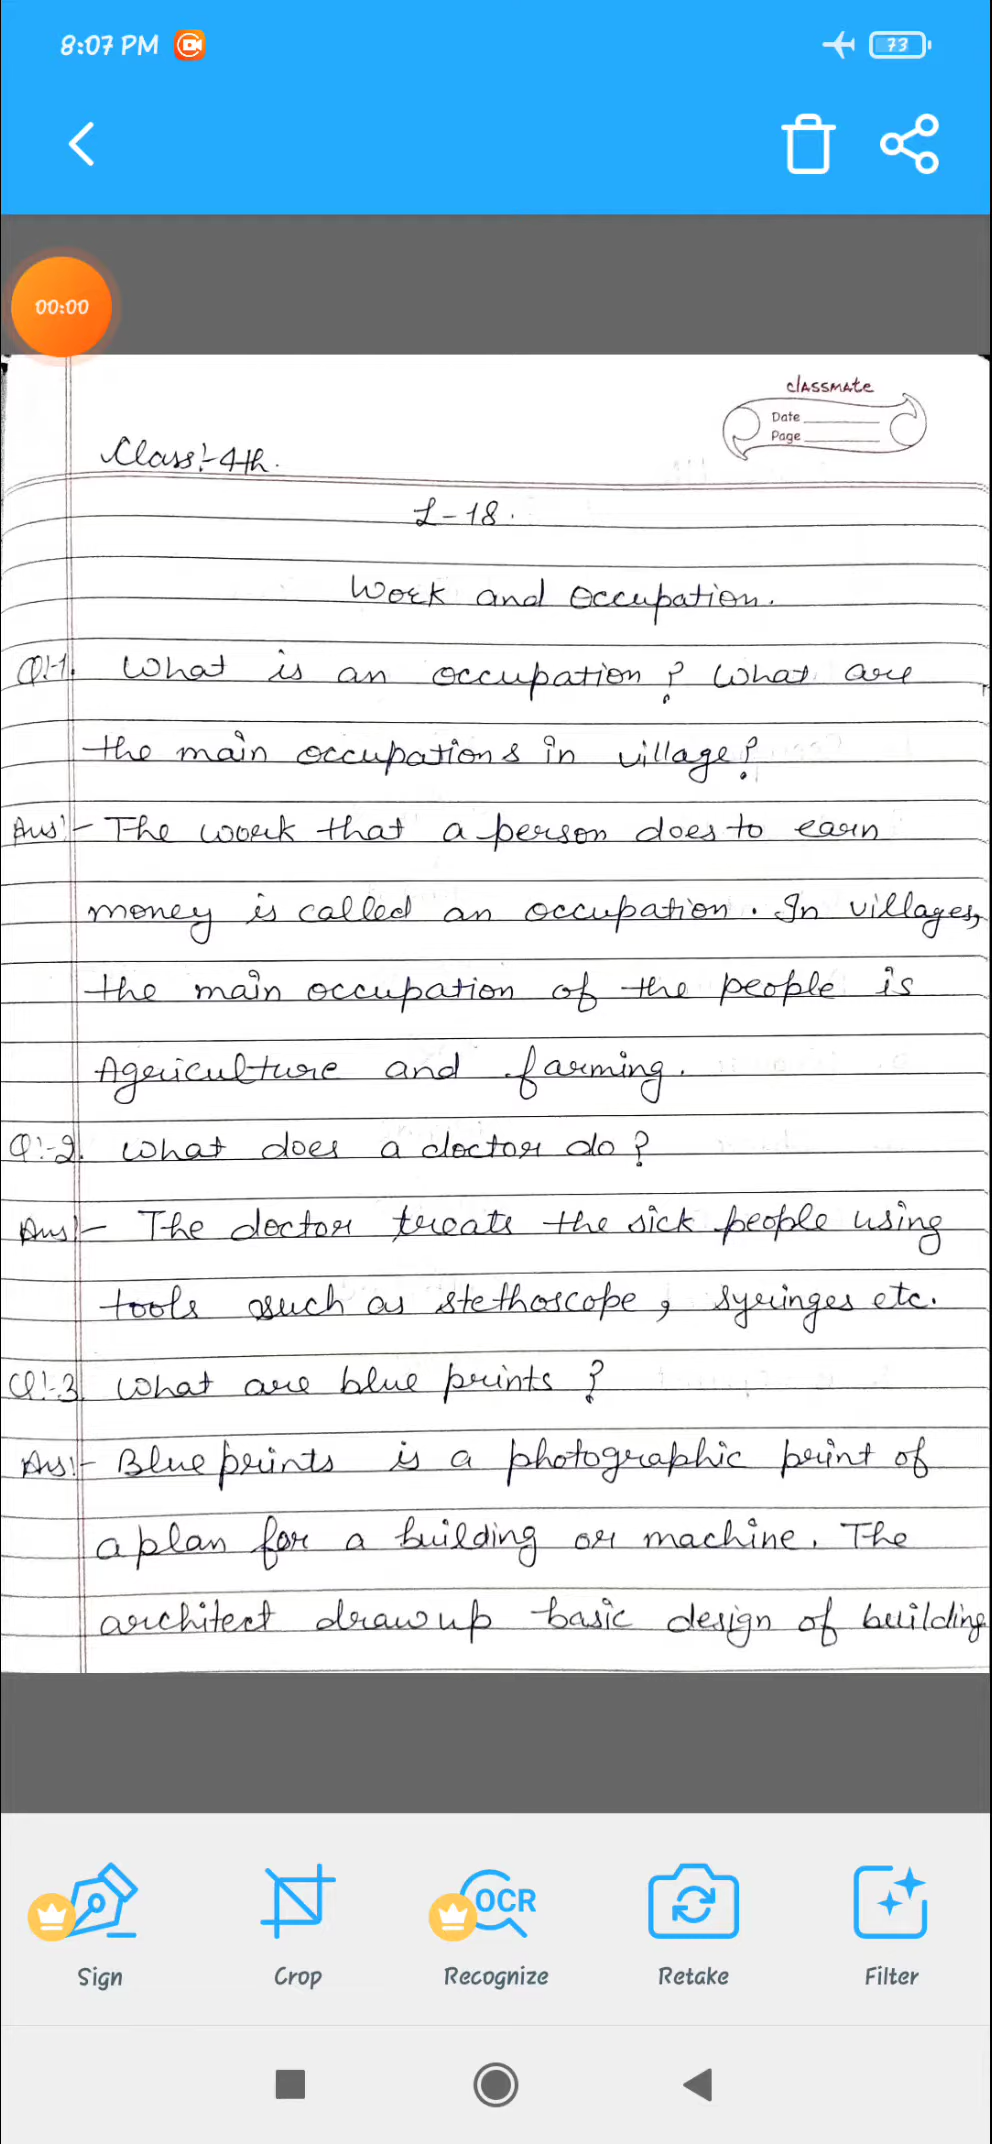 8:07 PM
73
00:00
classmate
Date
Page
Class:- 4th.
L-18.
Work and Occupation.
Q:-1. What is an occupation? What are
the main occupations in village?
Ans:- The work that a person does to earn
money is called an occupation. In villages,
the main occupation of the people is
Agriculture and farming.
Q:-2. What does a doctor do?
Ans:- The doctor treats the sick people using
tools such as stethoscope, syringes etc.
Q:-3. What are blue prints?
Ans:- Blue prints is a photographic print of
a plan for a building or machine. The
architect draw up basic design of building
OCR
Sign
Crop
Recognize
Retake
Filter